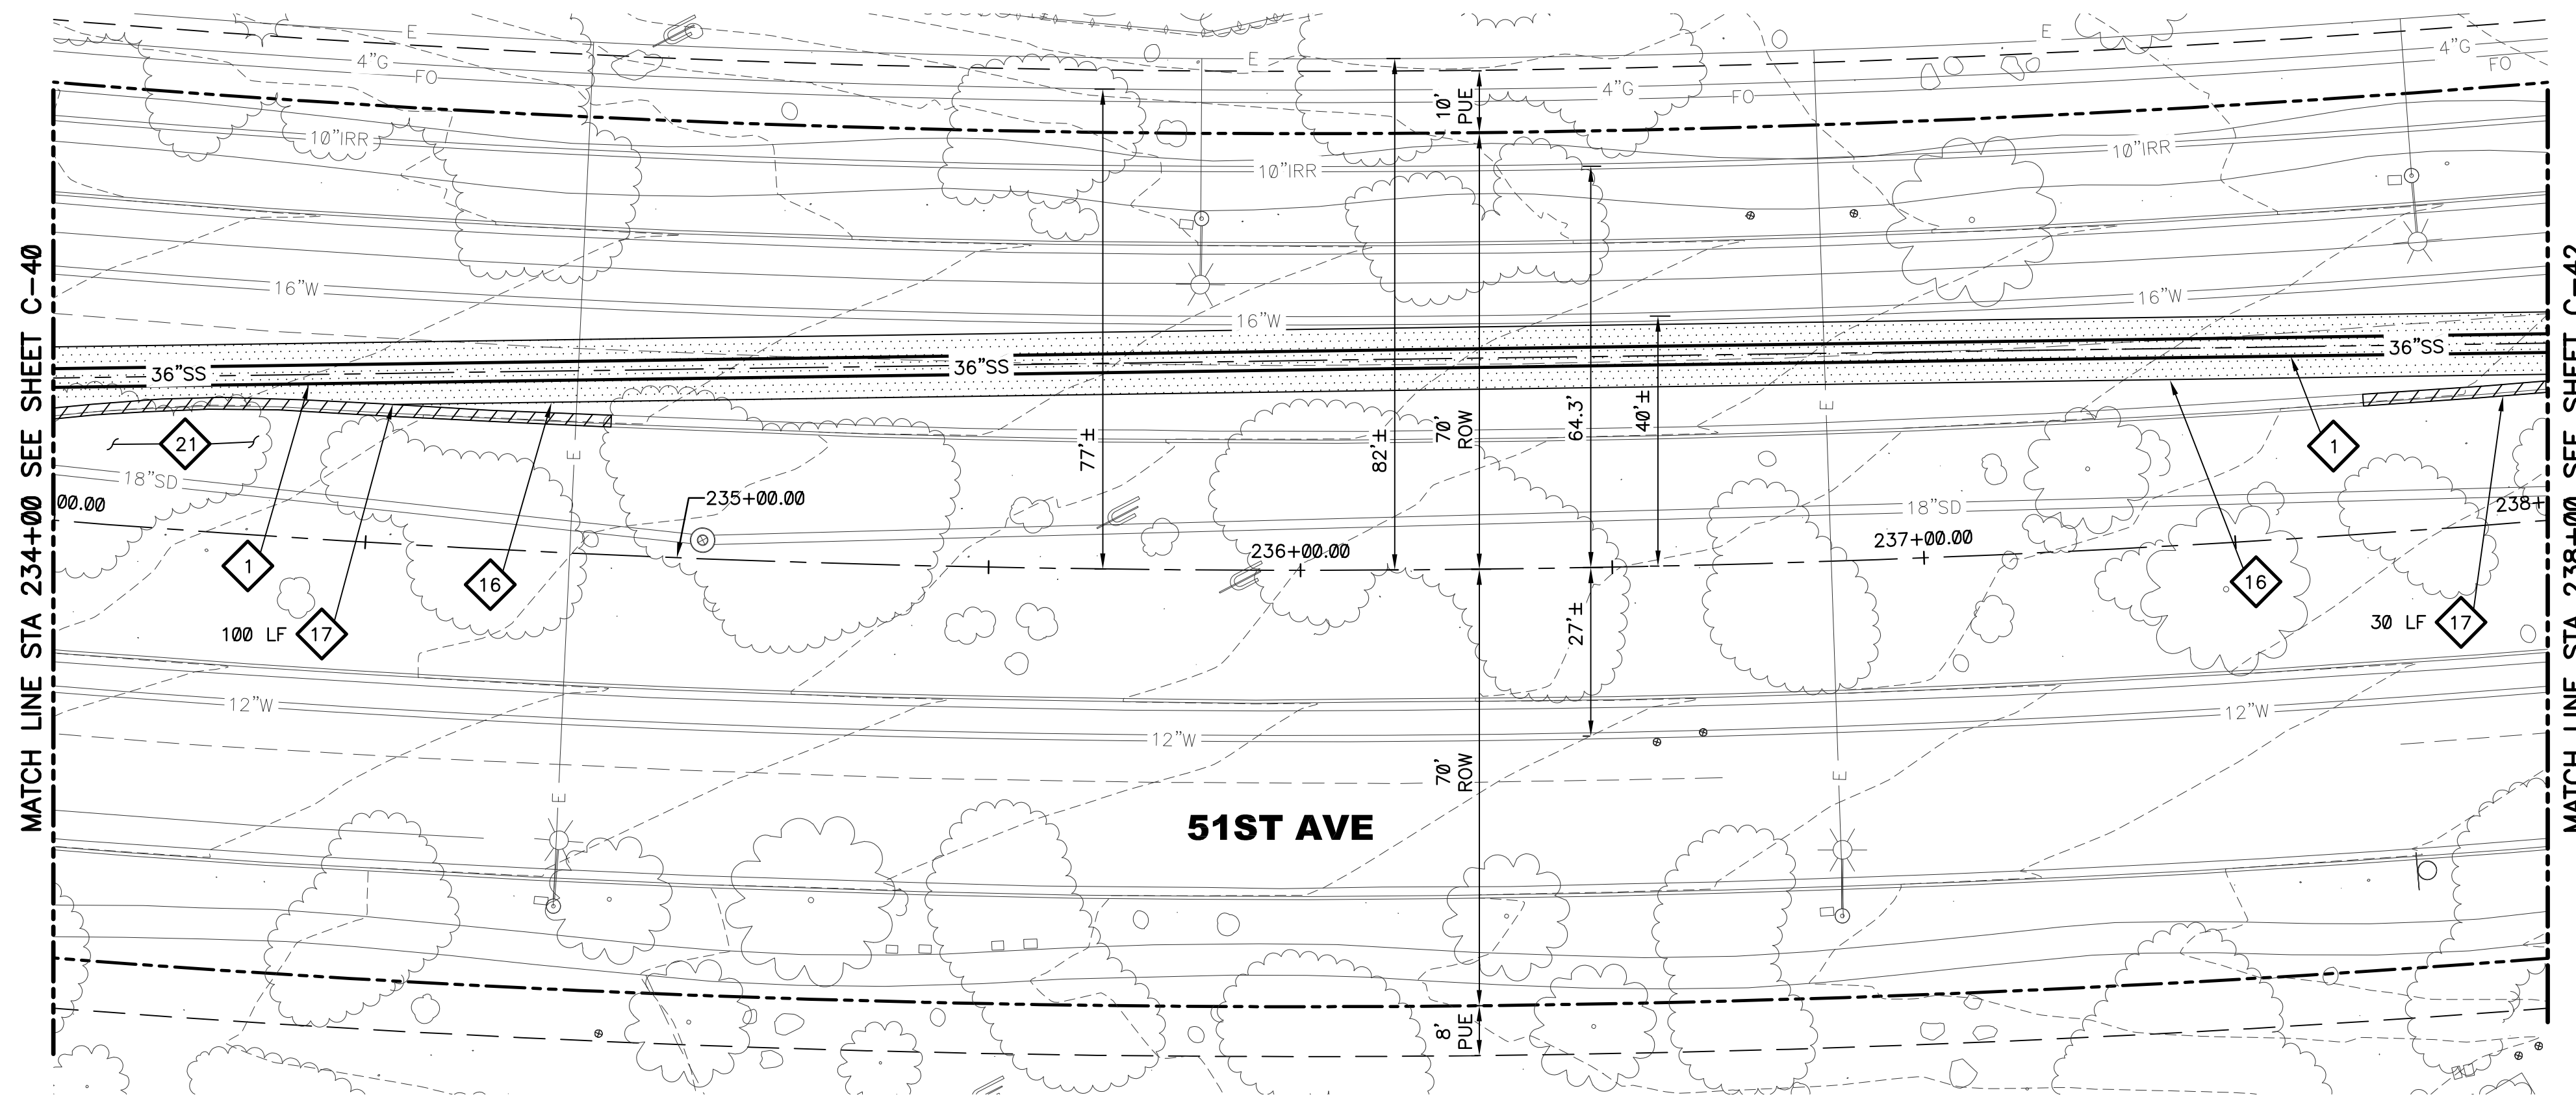 E
E
E
4"G
4"G
4"G
FO
FO
FO
10'
PUE
10"IRR
10"IRR
10"IRR
16"W
16"W
16"W
36"SS
36"SS
36"SS
MATCH LINE STA 234+00 SEE SHEET C-40
MATCH LINE STA 238+00 SEE SHEET C-42
77'±
82'±
70'
ROW
64.3'
40'±
E
E
21
1
18"SD
18"SD
00.00
235+00.00
236+00.00
237+00.00
238+
1
16
16
100 LF
17
30 LF
17
27'±
12"W
12"W
12"W
70'
ROW
E
E
51ST AVE
8'
PUE